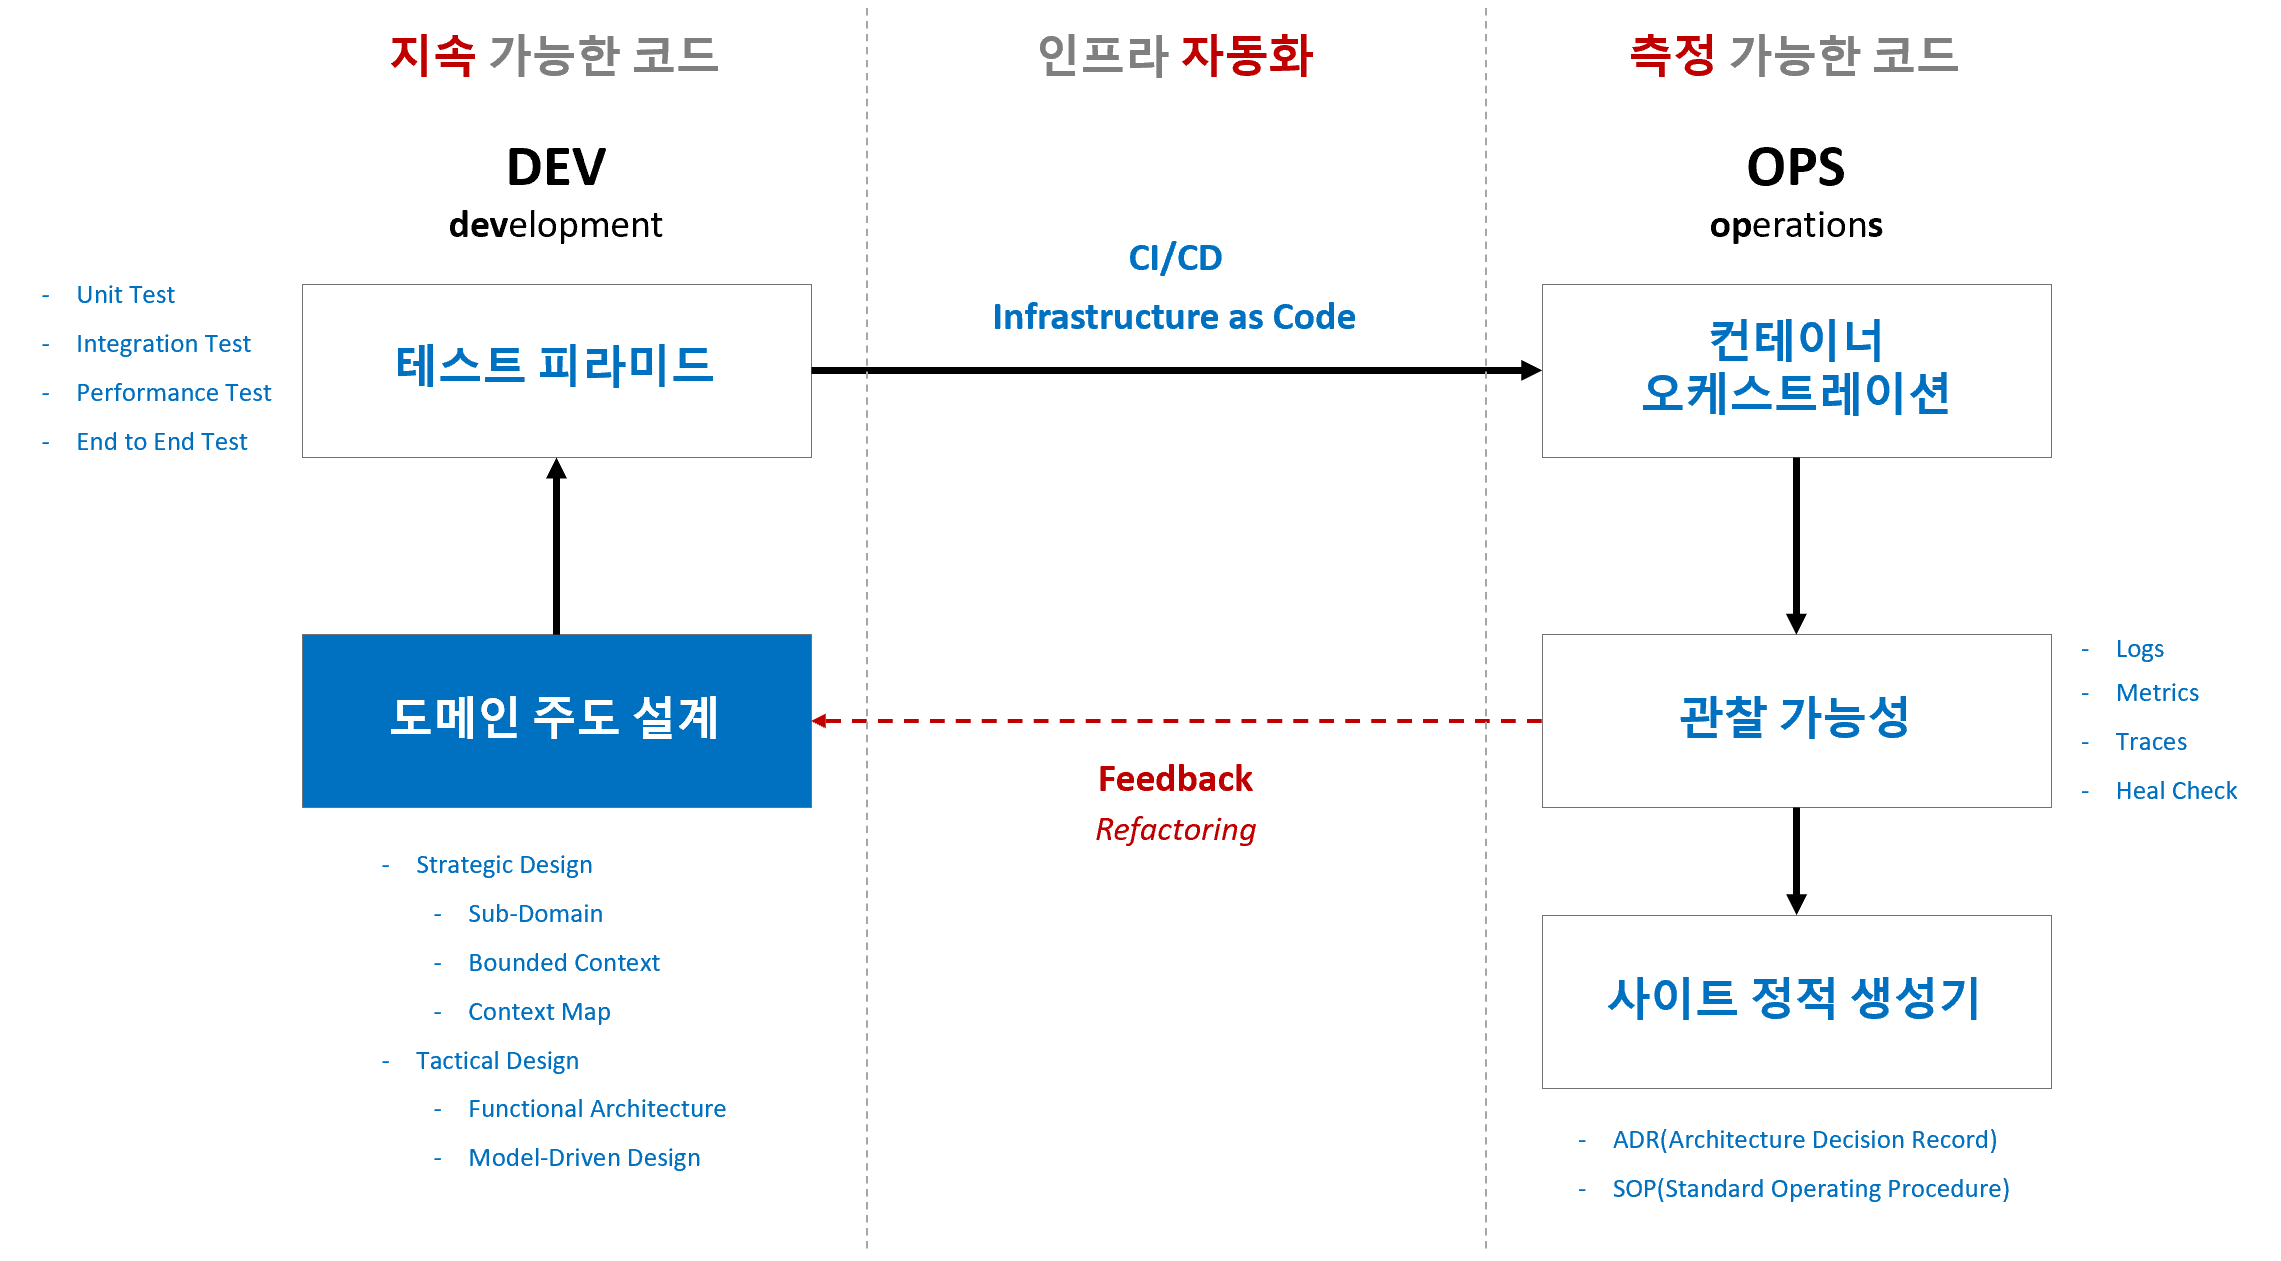 지속 가능한 코드
인프라 자동화
측정 가능한 코드
DEV
development
OPS
operations
CI/CD
Infrastructure as Code
- Unit Test
- Integration Test
- Performance Test
- End to End Test
테스트 피라미드
컨테이너
오케스트레이션
도메인 주도 설계
관찰 가능성
- Logs
- Metrics
- Traces
- Heal Check
Feedback
Refactoring
- Strategic Design
- Sub-Domain
- Bounded Context
- Context Map
- Tactical Design
- Functional Architecture
- Model-Driven Design
사이트 정적 생성기
- ADR(Architecture Decision Record)
- SOP(Standard Operating Procedure)